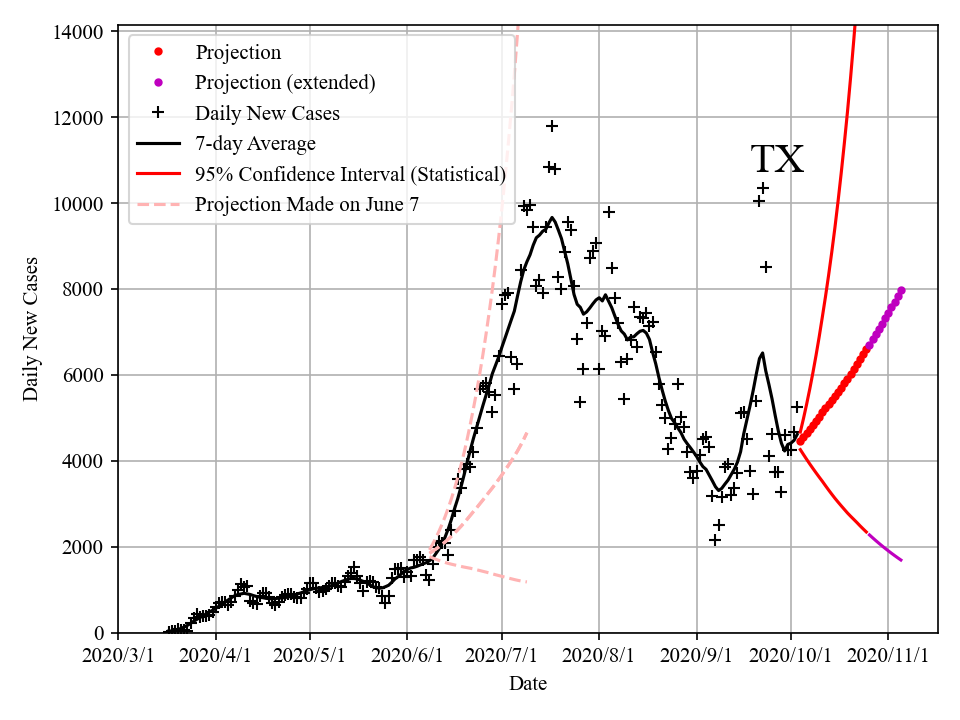 14000
12000
10000
8000
6000
4000
2000
0
Daily New Cases
Projection
Projection (extended)
Daily New Cases
7-day Average
95% Confidence Interval (Statistical)
Projection Made on June 7
TX
2020/3/1 2020/4/1 2020/5/1 2020/6/1 2020/7/1 2020/8/1 2020/9/1 2020/10/1 2020/11/1
Date